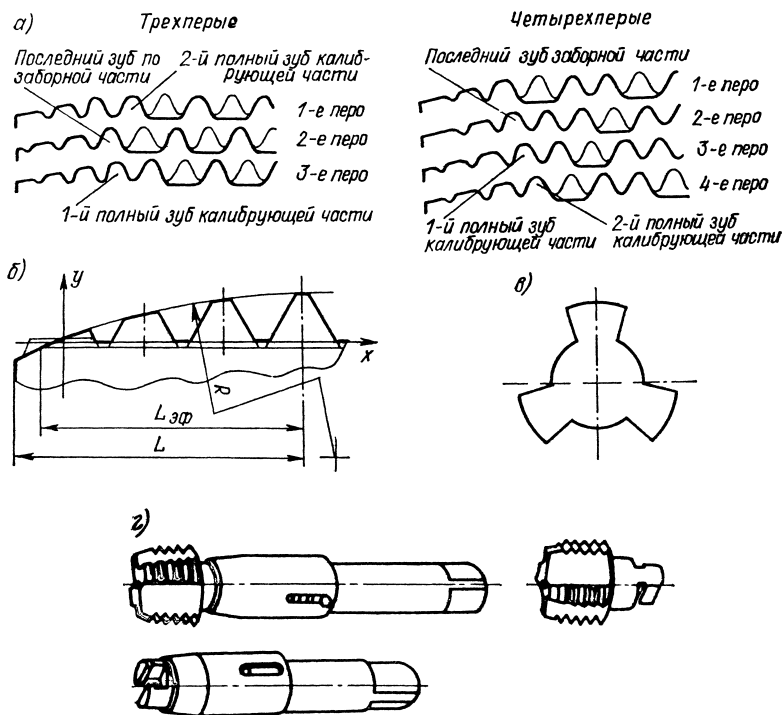 а)
Трехперые
Последний зуб по
заборной части
2-й полный зуб калиб-
рующей части
1-е перо
2-е перо
3-е перо
1-й полный зуб калибрующей части
Четырехперые
Последний зуб заборной части
1-е перо
2-е перо
3-е перо
4-е перо
1-й полный зуб
калибрующей части
2-й полный зуб
калибрующей части
б)
y
x
R
Lэф
L
в)
г)